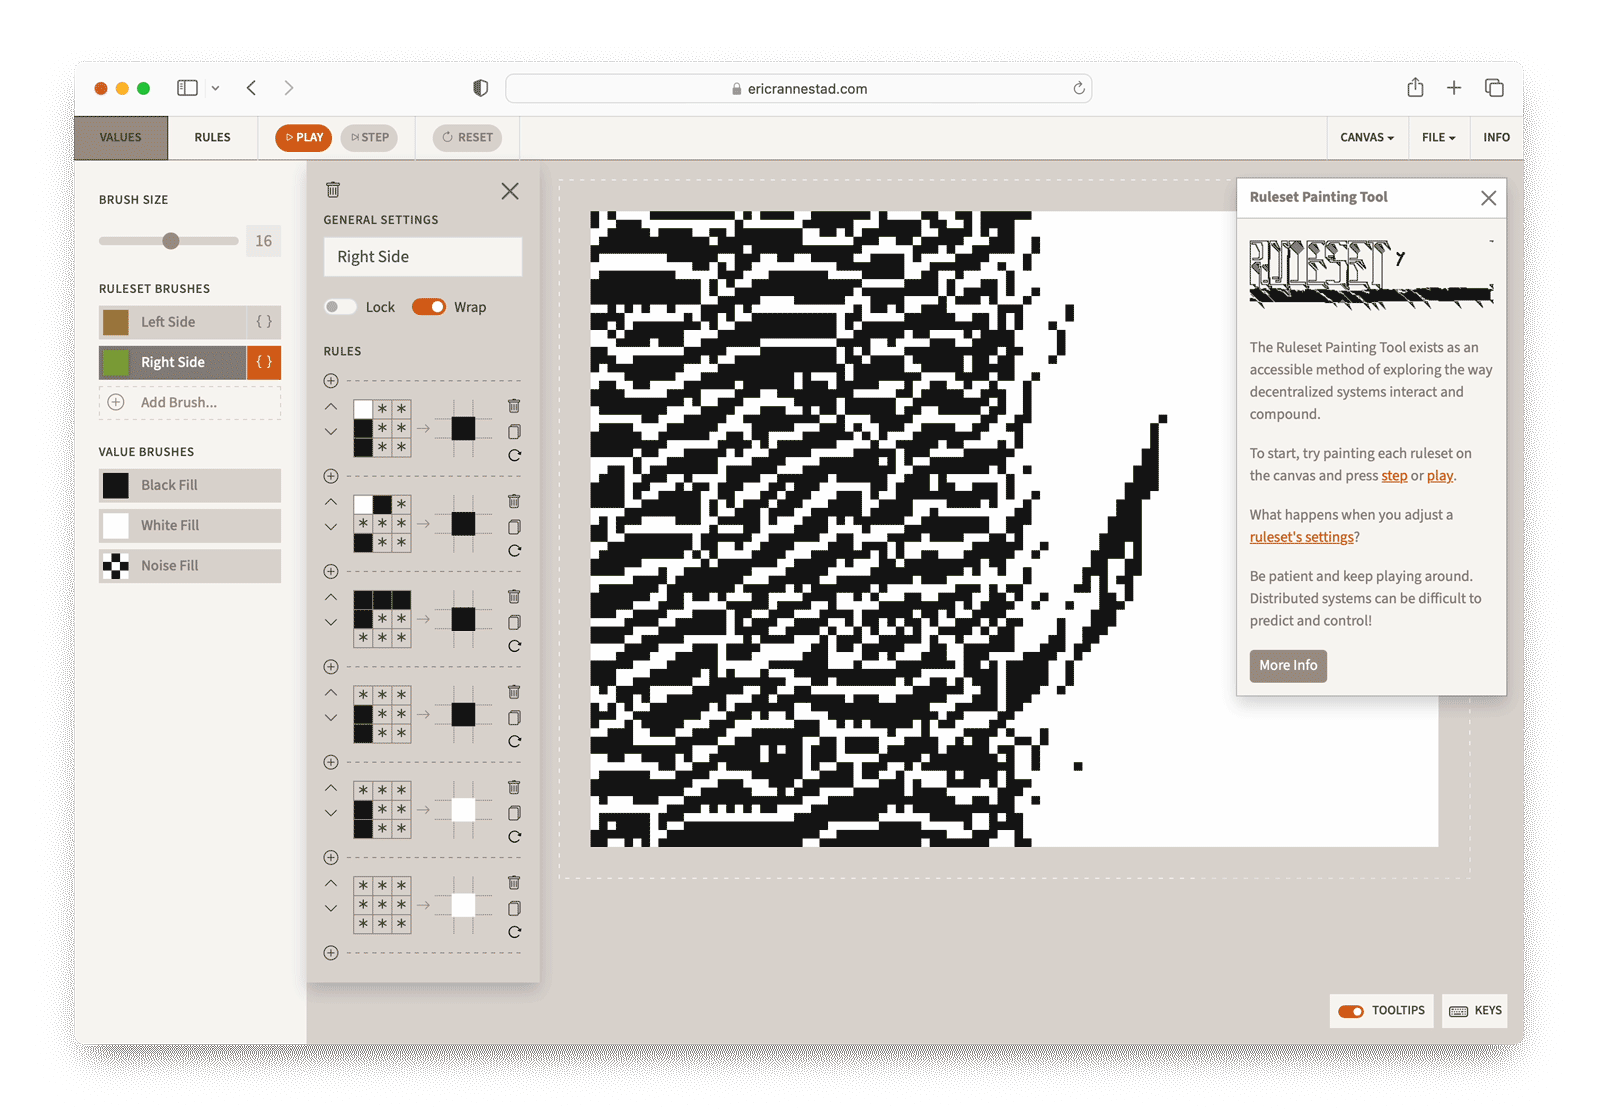 ericrannestad.com
VALUES
RULES
PLAY
STEP
RESET
CANVAS
FILE
INFO
BRUSH SIZE
16
RULESET BRUSHES
Left Side
{ }
Right Side
{ }
Add Brush...
VALUE BRUSHES
Black Fill
White Fill
Noise Fill
GENERAL SETTINGS
Right Side
Lock
Wrap
RULES
Ruleset Painting Tool
RULESET
The Ruleset Painting Tool exists as an
accessible method of exploring the way
decentralized systems interact and
compound.
To start, try painting each ruleset on
the canvas and press step or play.
What happens when you adjust a
ruleset's settings?
Be patient and keep playing around.
Distributed systems can be difficult to
predict and control!
More Info
TOOLTIPS
KEYS